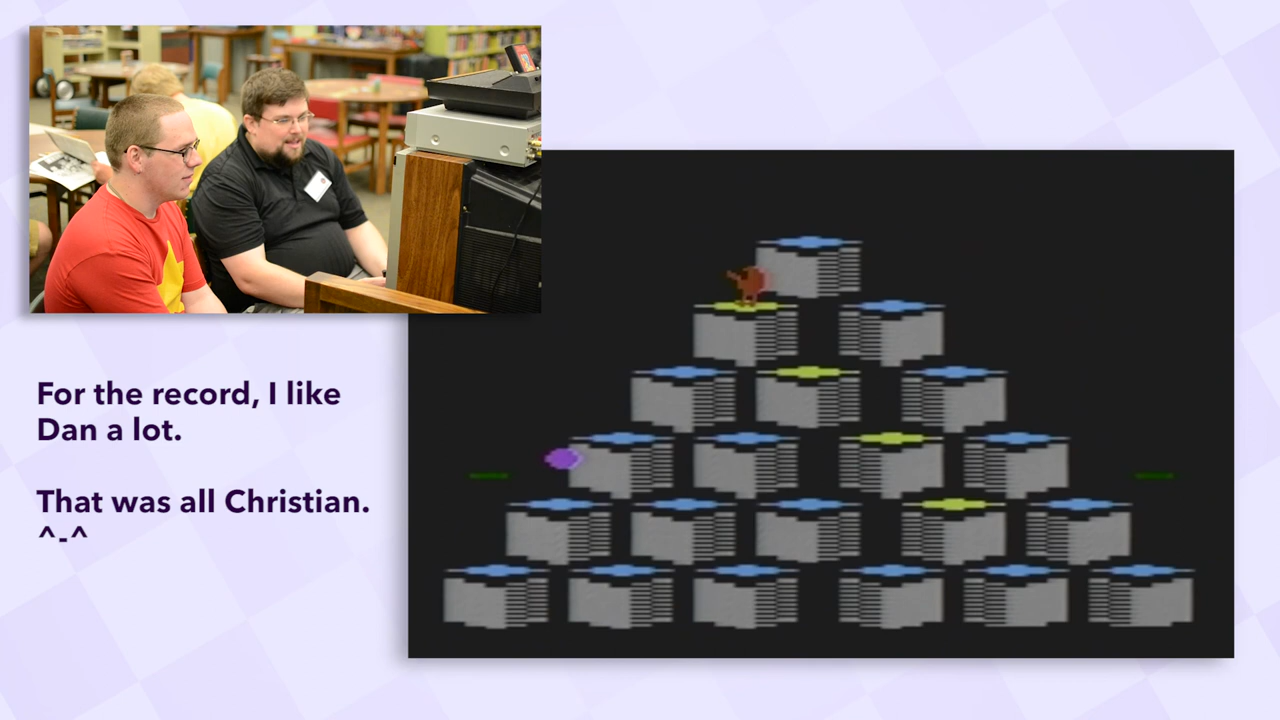 For the record, I like
Dan a lot.
That was all Christian.
^-^